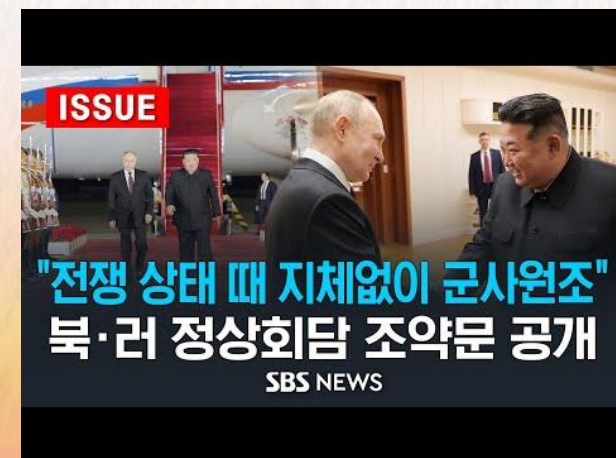 ISSUE
"전쟁 상태 때 지체없이 군사원조"
북·러 정상회담 조약문 공개
SBS NEWS